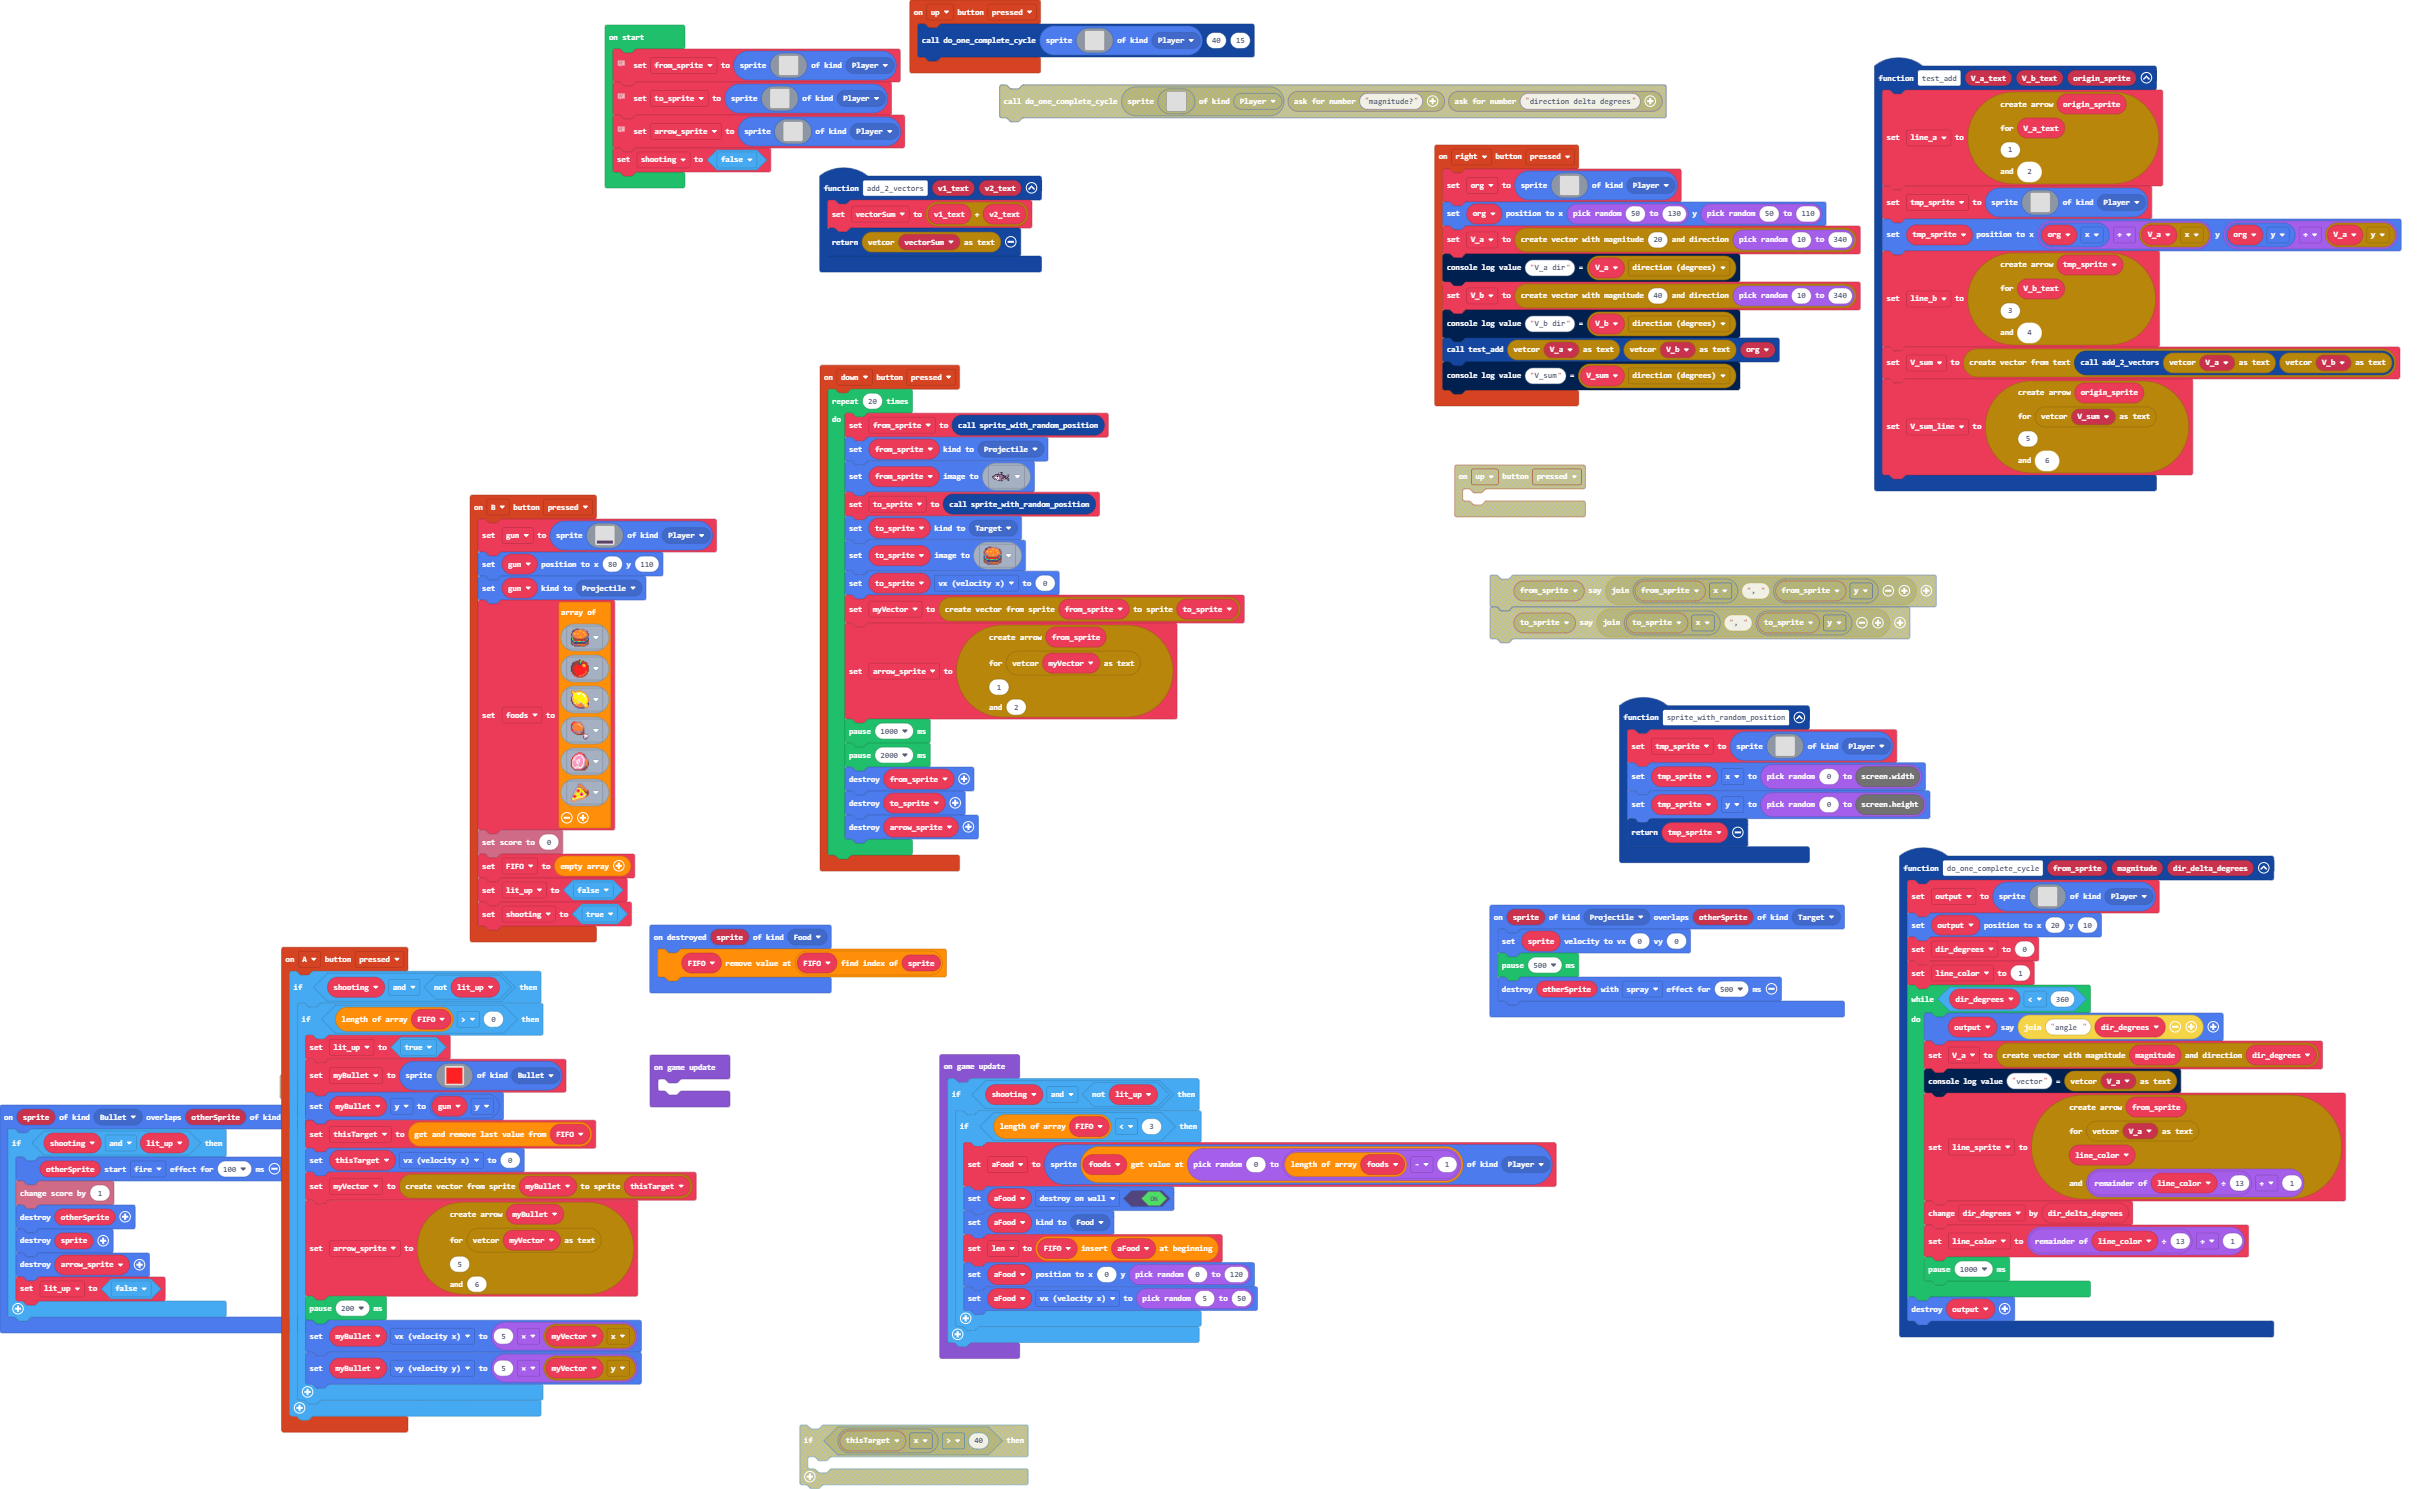 on start
set from_sprite to sprite of kind Player
set to_sprite to sprite of kind Player
set arrow_sprite to sprite of kind Player
set shooting to false
on up button pressed
call do_one_complete_cycle sprite of kind Player 40 15
call do_one_complete_cycle sprite of kind Player ask for number "magnitude?" ask for number "direction delta degrees"
function add_2_vectors v1_text v2_text
set vectorSum to v1_text + v2_text
return vetcor vectorSum as text
on right button pressed
set org to sprite of kind Player
set org position to x pick random 50 to 130 y pick random 50 to 110
set V_a to create vector with magnitude 20 and direction pick random 10 to 340
console log value "V_a dir" = V_a direction (degrees)
set V_b to create vector with magnitude 40 and direction pick random 10 to 340
console log value "V_b dir" = V_b direction (degrees)
call test_add vetcor V_a as text vetcor V_b as text org
console log value "V_sum" = V_sum direction (degrees)
function test_add V_a_text V_b_text origin_sprite
create arrow origin_sprite
for V_a_text
set line_a to
1
and 2
set tmp_sprite to sprite of kind Player
set tmp_sprite position to x org x + V_a x y org y + V_a y
create arrow tmp_sprite
for V_b_text
set line_b to
3
and 4
set V_sum to create vector from text call add_2_vectors vetcor V_a as text vetcor V_b as text
create arrow origin_sprite
for vetcor V_sum as text
set V_sum_line to
5
and 6
on down button pressed
repeat 20 times
do
set from_sprite to call sprite_with_random_position
set from_sprite kind to Projectile
set from_sprite image to
set to_sprite to call sprite_with_random_position
set to_sprite kind to Target
set to_sprite image to
set to_sprite vx (velocity x) to 0
set myVector to create vector from sprite from_sprite to sprite to_sprite
create arrow from_sprite
for vetcor myVector as text
set arrow_sprite to
1
and 2
pause 1000 ms
pause 2000 ms
destroy from_sprite
destroy to_sprite
destroy arrow_sprite
on up button pressed
from_sprite say join from_sprite x ", " from_sprite y
to_sprite say join to_sprite x ", " to_sprite y
on B button pressed
set gun to sprite of kind Player
set gun position to x 80 y 110
set gun kind to Projectile
array of
set foods to
set score to 0
set FIFO to empty array
set lit_up to false
set shooting to true
function sprite_with_random_position
set tmp_sprite to sprite of kind Player
set tmp_sprite x to pick random 0 to screen.width
set tmp_sprite y to pick random 0 to screen.height
return tmp_sprite
on destroyed sprite of kind Food
FIFO remove value at FIFO find index of sprite
on sprite of kind Projectile overlaps otherSprite of kind Target
set sprite velocity to vx 0 vy 0
pause 500 ms
destroy otherSprite with spray effect for 500 ms
function do_one_complete_cycle from_sprite magnitude dir_delta_degrees
set output to sprite of kind Player
set output position to x 20 y 10
set dir_degrees to 0
set line_color to 1
while dir_degrees < 360
do
output say join "angle " dir_degrees
set V_a to create vector with magnitude magnitude and direction dir_degrees
console log value "vector" = vetcor V_a as text
create arrow from_sprite
for vetcor V_a as text
set line_sprite to
line_color
and remainder of line_color ÷ 13 + 1
change dir_degrees by dir_delta_degrees
set line_color to remainder of line_color ÷ 13 + 1
pause 1000 ms
destroy output
on A button pressed
if shooting and not lit_up then
if length of array FIFO > 0 then
set lit_up to true
set myBullet to sprite of kind Bullet
set myBullet y to gun y
set thisTarget to get and remove last value from FIFO
set thisTarget vx (velocity x) to 0
set myVector to create vector from sprite myBullet to sprite thisTarget
create arrow myBullet
for vetcor myVector as text
set arrow_sprite to
5
and 6
pause 200 ms
set myBullet vx (velocity x) to 5 × myVector x
set myBullet vy (velocity y) to 5 × myVector y
on sprite of kind Bullet overlaps otherSprite of kind
if shooting and lit_up then
otherSprite start fire effect for 100 ms
change score by 1
destroy otherSprite
destroy sprite
destroy arrow_sprite
set lit_up to false
on game update
on game update
if shooting and not lit_up then
if length of array FIFO < 3 then
set aFood to sprite foods get value at pick random 0 to length of array foods - 1 of kind Player
set aFood destroy on wall ON
set aFood kind to Food
set len to FIFO insert aFood at beginning
set aFood position to x 0 y pick random 0 to 120
set aFood vx (velocity x) to pick random 5 to 50
if thisTarget x > 40 then